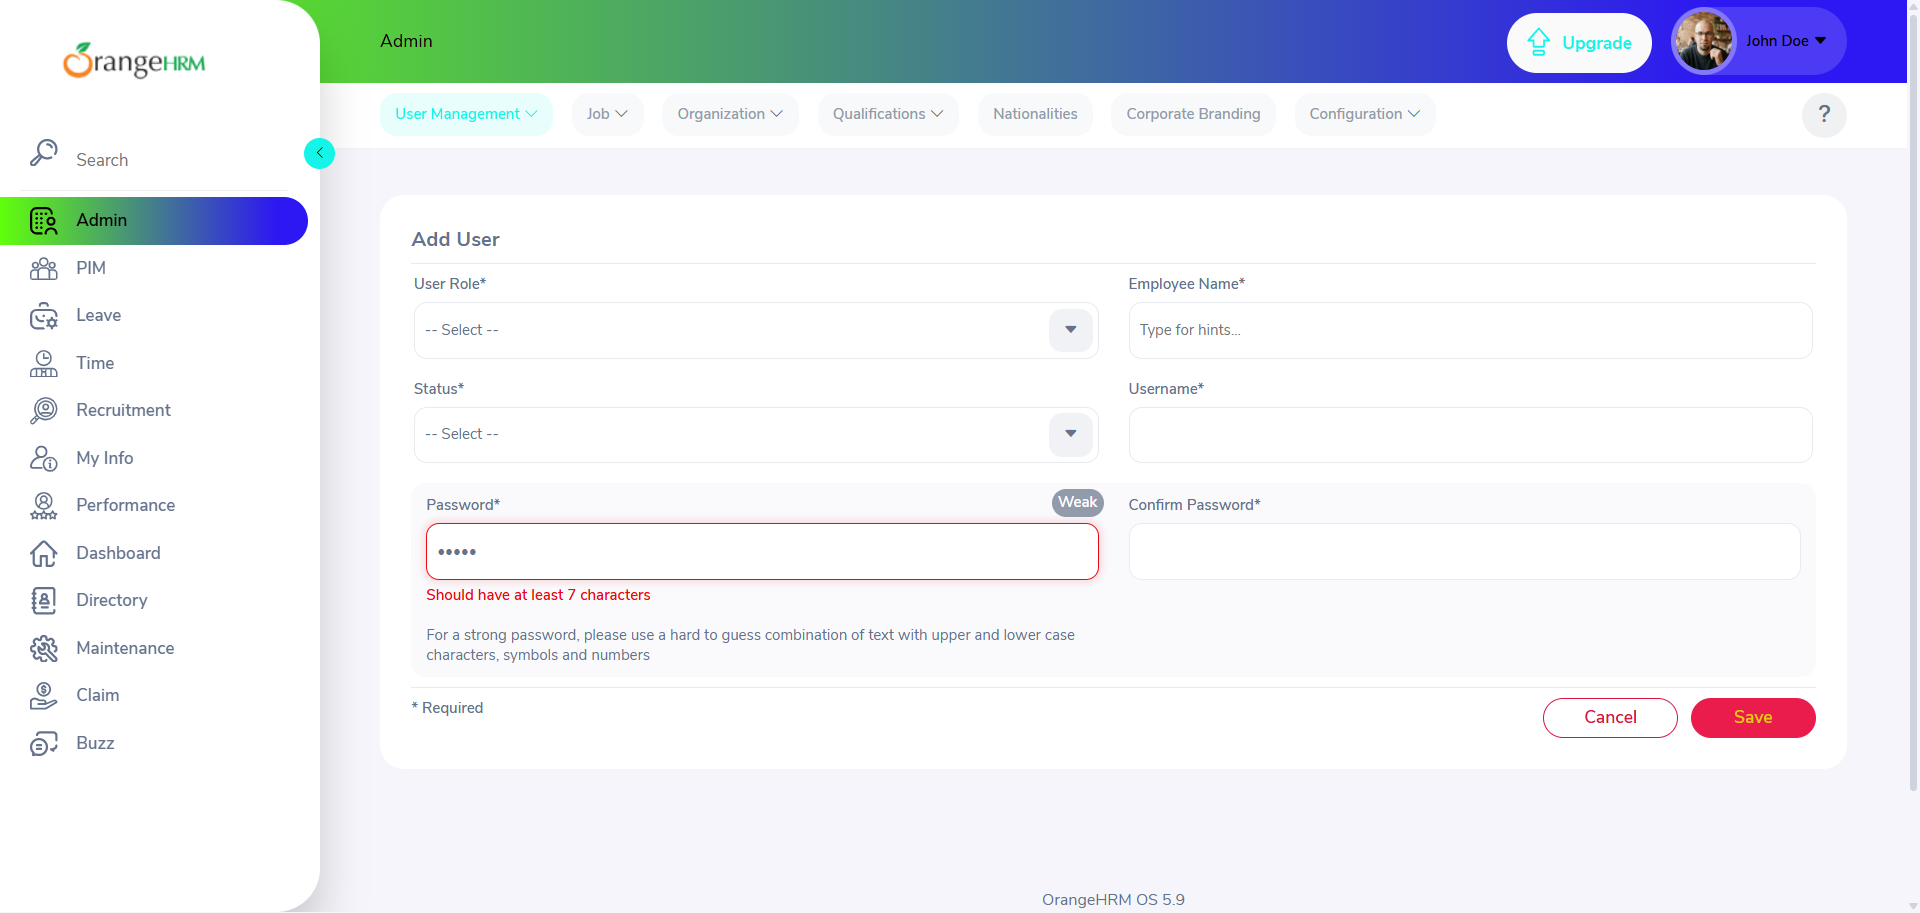 OrangeHRM
Search
Admin
PIM
Leave
Time
Recruitment
My Info
Performance
Dashboard
Directory
Maintenance
Claim
Buzz
Admin
Upgrade
John Doe
User Management
Job
Organization
Qualifications
Nationalities
Corporate Branding
Configuration
?
Add User
User Role*
-- Select --
Employee Name*
Type for hints...
Status*
-- Select --
Username*
Password*
Weak
•••••
Should have at least 7 characters
For a strong password, please use a hard to guess combination of text with upper and lower case
characters, symbols and numbers
Confirm Password*
* Required
Cancel
Save
OrangeHRM OS 5.9